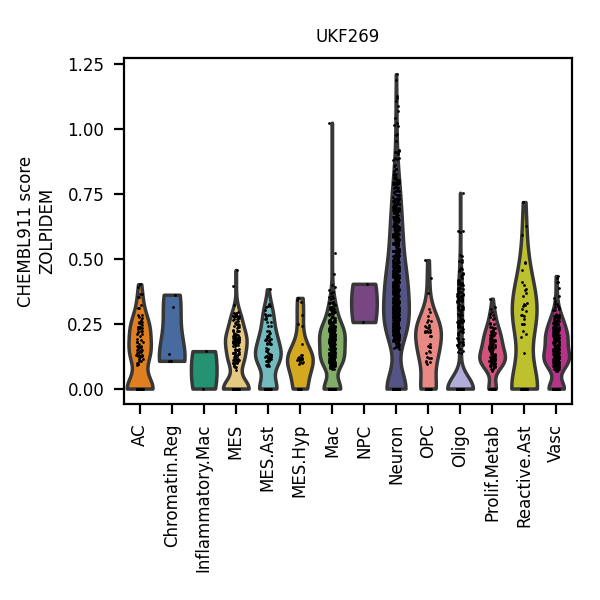 UKF269
CHEMBL911 score
ZOLPIDEM
1.25
1.00
0.75
0.50
0.25
0.00
AC
Chromatin.Reg
Inflammatory.Mac
MES
MES.Ast
MES.Hyp
Mac
NPC
Neuron
OPC
Oligo
Prolif.Metab
Reactive.Ast
Vasc